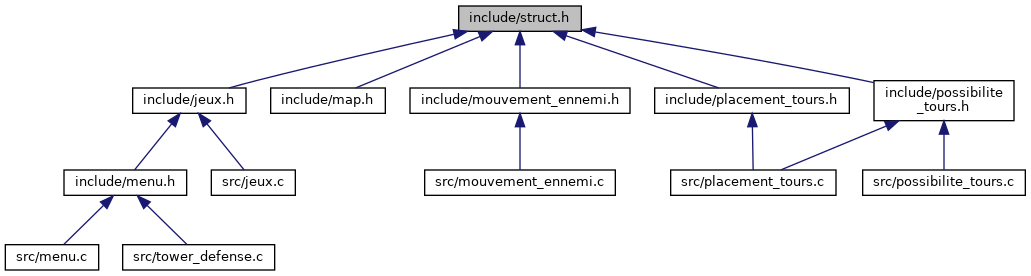 include/struct.h
include/jeux.h
include/map.h
include/mouvement_ennemi.h
include/placement_tours.h
include/possibilite
_tours.h
include/menu.h
src/jeux.c
src/mouvement_ennemi.c
src/placement_tours.c
src/possibilite_tours.c
src/menu.c
src/tower_defense.c